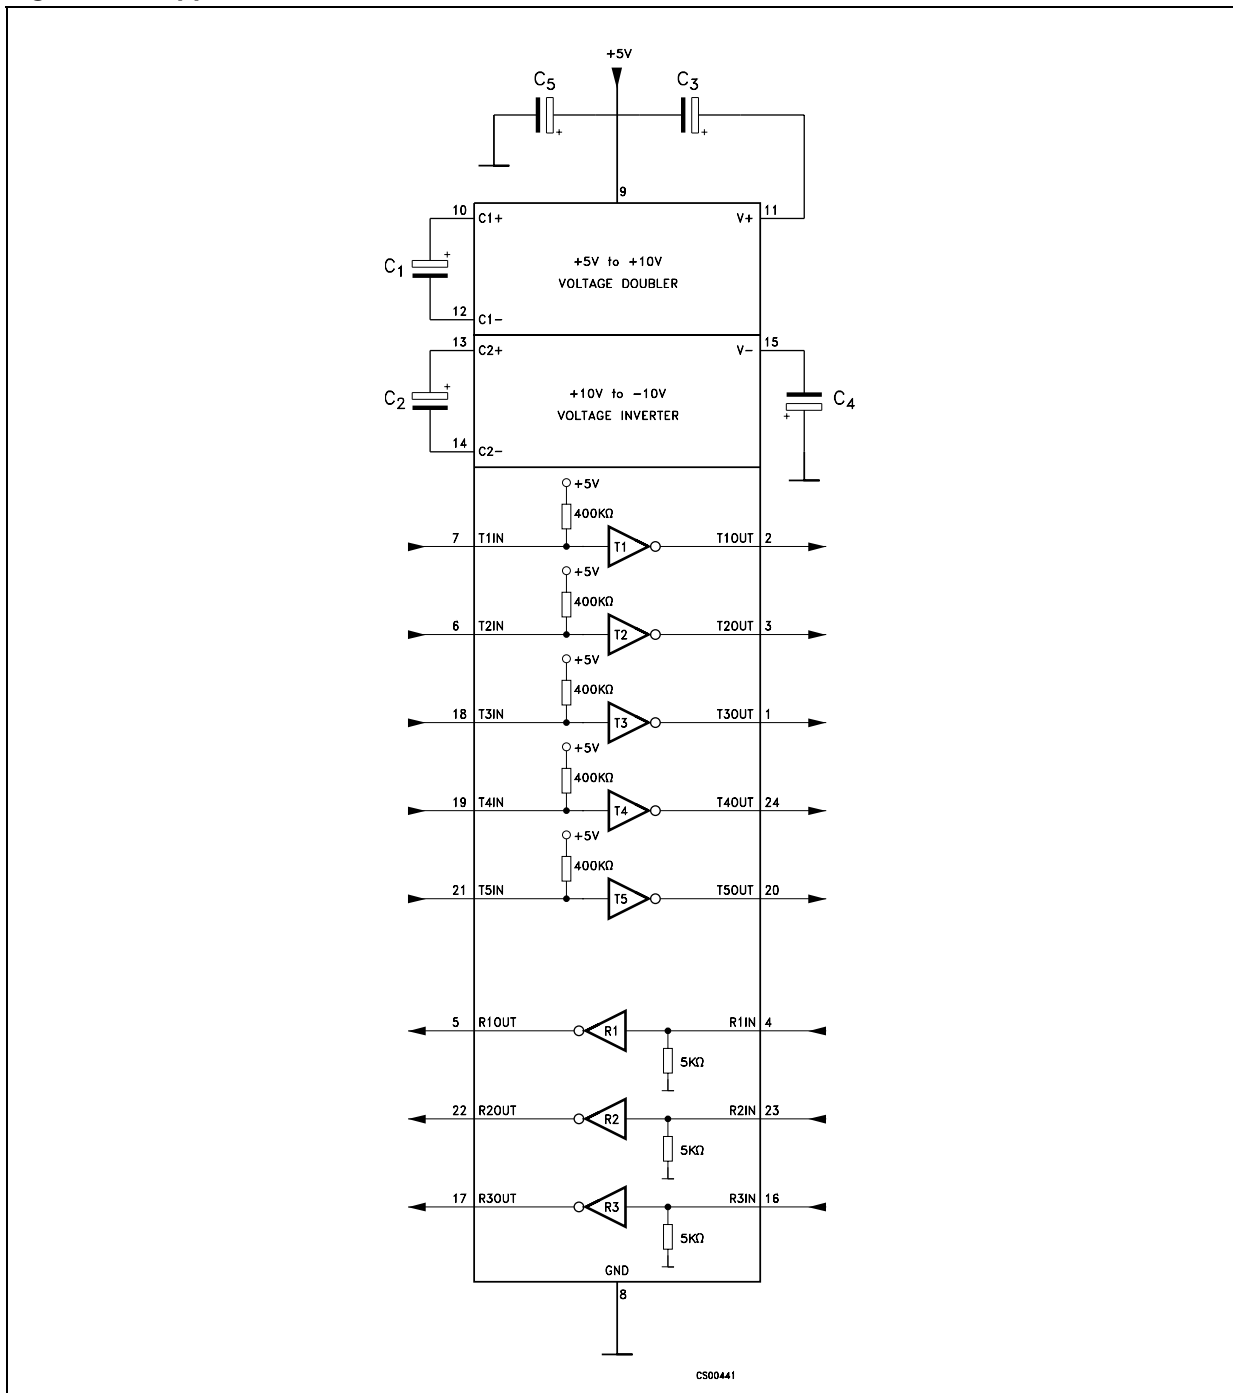 +5V
C5 C3
+ +
9
10 C1+ V+ 11
+
C1
+5V to +10V
VOLTAGE DOUBLER
12 C1-
13 C2+ V- 15
+
C2
+10V to -10V
VOLTAGE INVERTER
+ C4
14 C2-
+5V
400KΩ
7 T1IN T1 T1OUT 2
+5V
400KΩ
6 T2IN T2 T2OUT 3
+5V
400KΩ
18 T3IN T3 T3OUT 1
+5V
400KΩ
19 T4IN T4 T4OUT 24
+5V
400KΩ
21 T5IN T5 T5OUT 20
5 R1OUT R1 R1IN 4
5KΩ
22 R2OUT R2 R2IN 23
5KΩ
17 R3OUT R3 R3IN 16
5KΩ
GND
8
CS00441